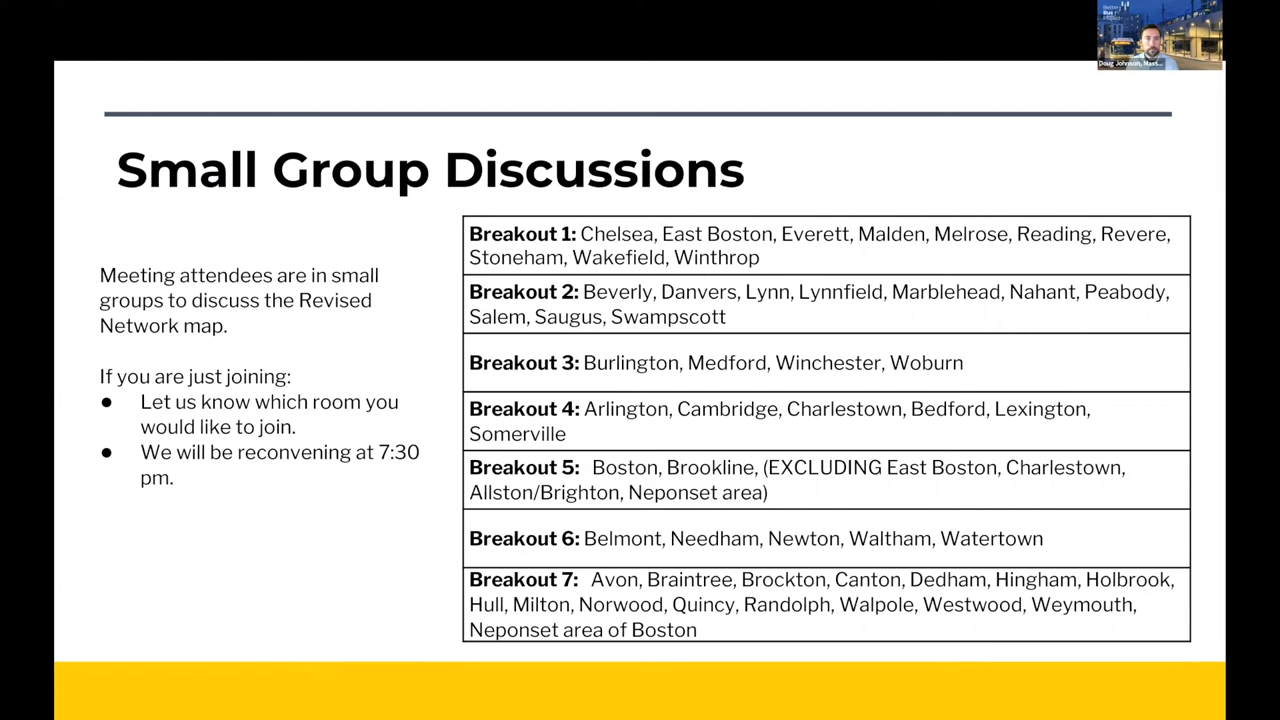 Better
Bus
Project
Doug Johnson, Mass...
Small Group Discussions
Meeting attendees are in small
groups to discuss the Revised
Network map.
If you are just joining:
● Let us know which room you
would like to join.
● We will be reconvening at 7:30
pm.
Breakout 1: Chelsea, East Boston, Everett, Malden, Melrose, Reading, Revere,
Stoneham, Wakefield, Winthrop
Breakout 2: Beverly, Danvers, Lynn, Lynnfield, Marblehead, Nahant, Peabody,
Salem, Saugus, Swampscott
Breakout 3: Burlington, Medford, Winchester, Woburn
Breakout 4: Arlington, Cambridge, Charlestown, Bedford, Lexington,
Somerville
Breakout 5: Boston, Brookline, (EXCLUDING East Boston, Charlestown,
Allston/Brighton, Neponset area)
Breakout 6: Belmont, Needham, Newton, Waltham, Watertown
Breakout 7: Avon, Braintree, Brockton, Canton, Dedham, Hingham, Holbrook,
Hull, Milton, Norwood, Quincy, Randolph, Walpole, Westwood, Weymouth,
Neponset area of Boston